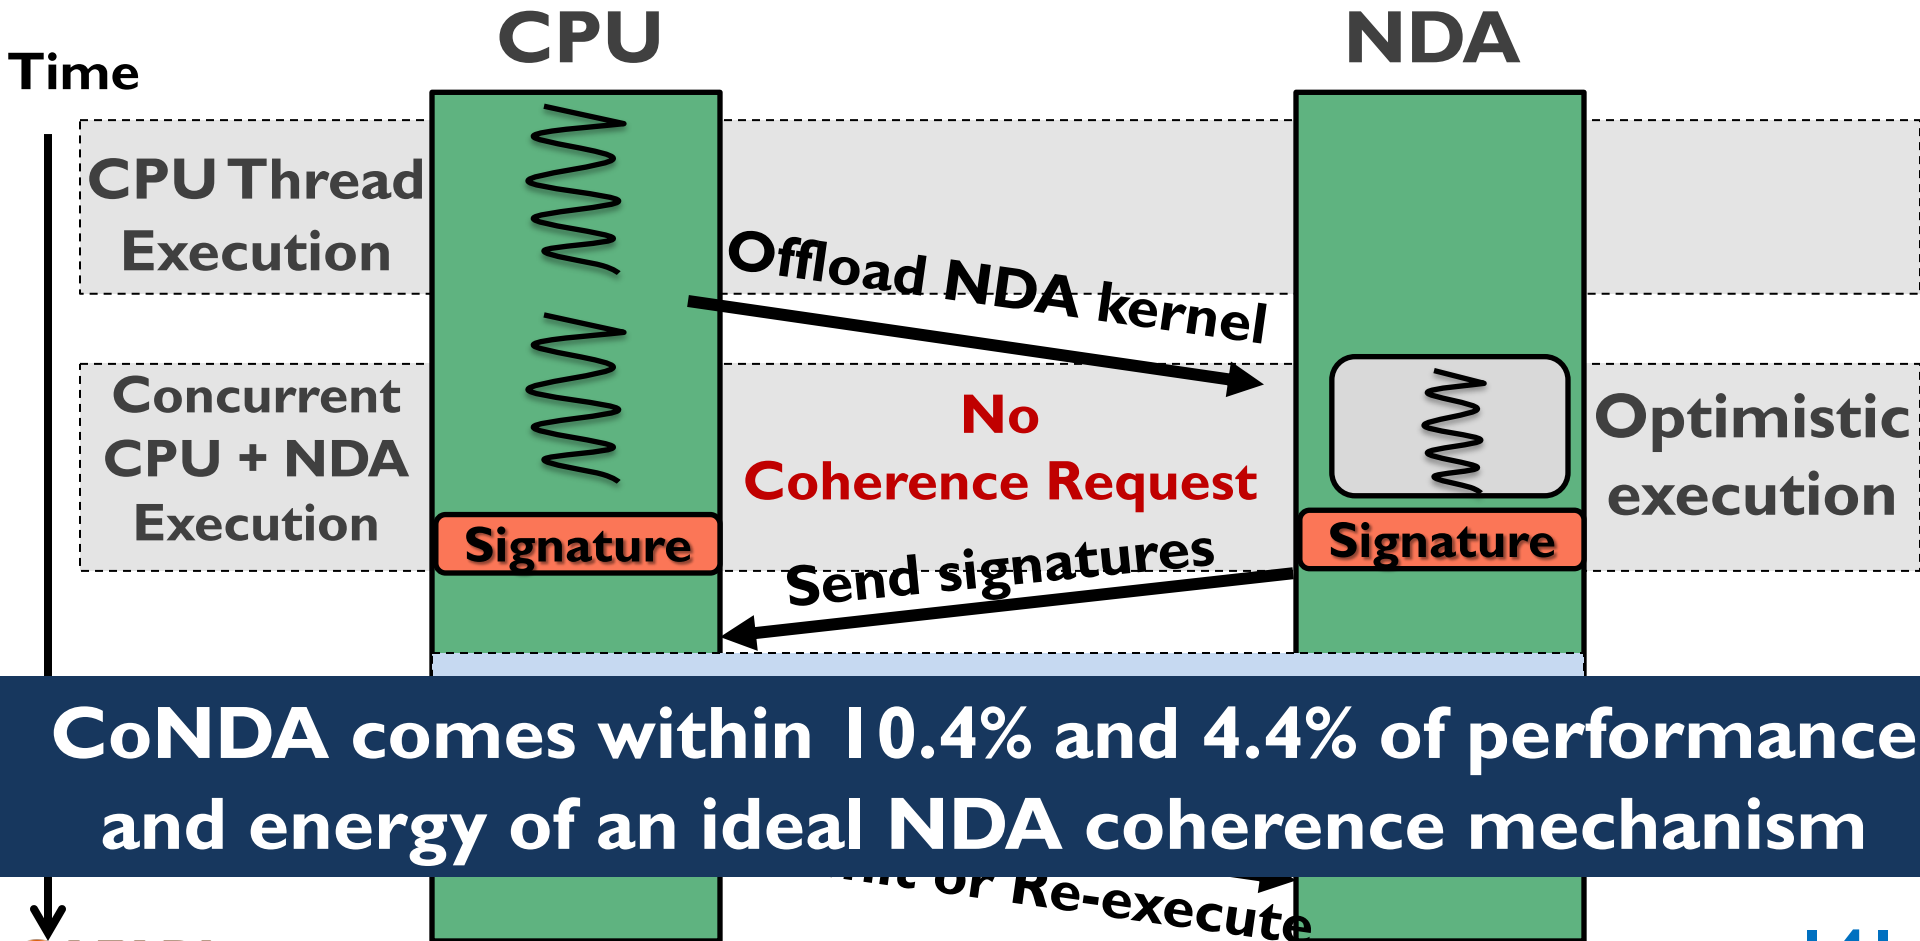 CPU
NDA
Time
CPU Thread
Execution
Offload NDA kernel
Concurrent
CPU + NDA
Execution
No
Coherence Request
Optimistic
execution
Signature
Signature
Send signatures
CoNDA comes within 10.4% and 4.4% of performance
and energy of an ideal NDA coherence mechanism
or Re-execute